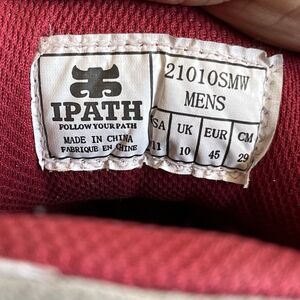 IPATH
FOLLOW YOUR PATH
MADE IN CHINA
FABRIQUE EN CHINE
21010SMW
MENS
SA UK EUR CM
11 10 45 29